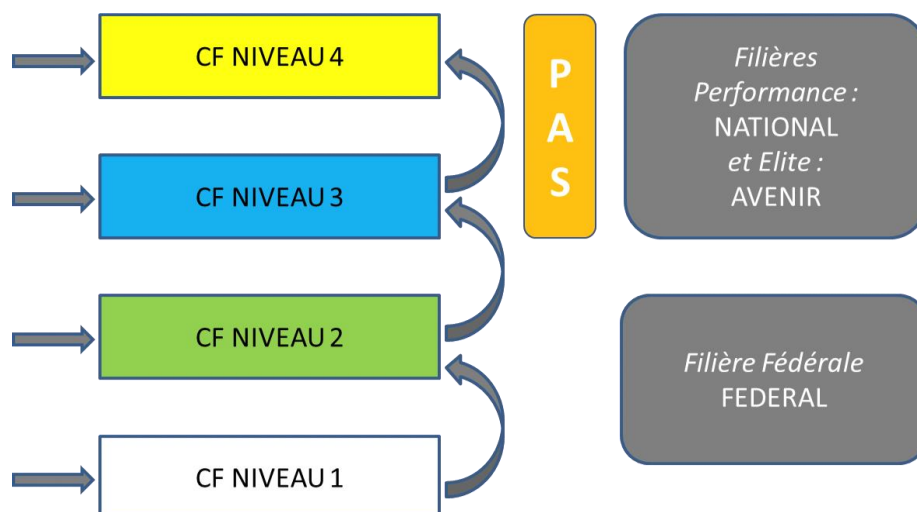 CF NIVEAU 4
CF NIVEAU 3
CF NIVEAU 2
CF NIVEAU 1
P
A
S
Filières
Performance :
NATIONAL
et Elite :
AVENIR
Filière Fédérale
FEDERAL